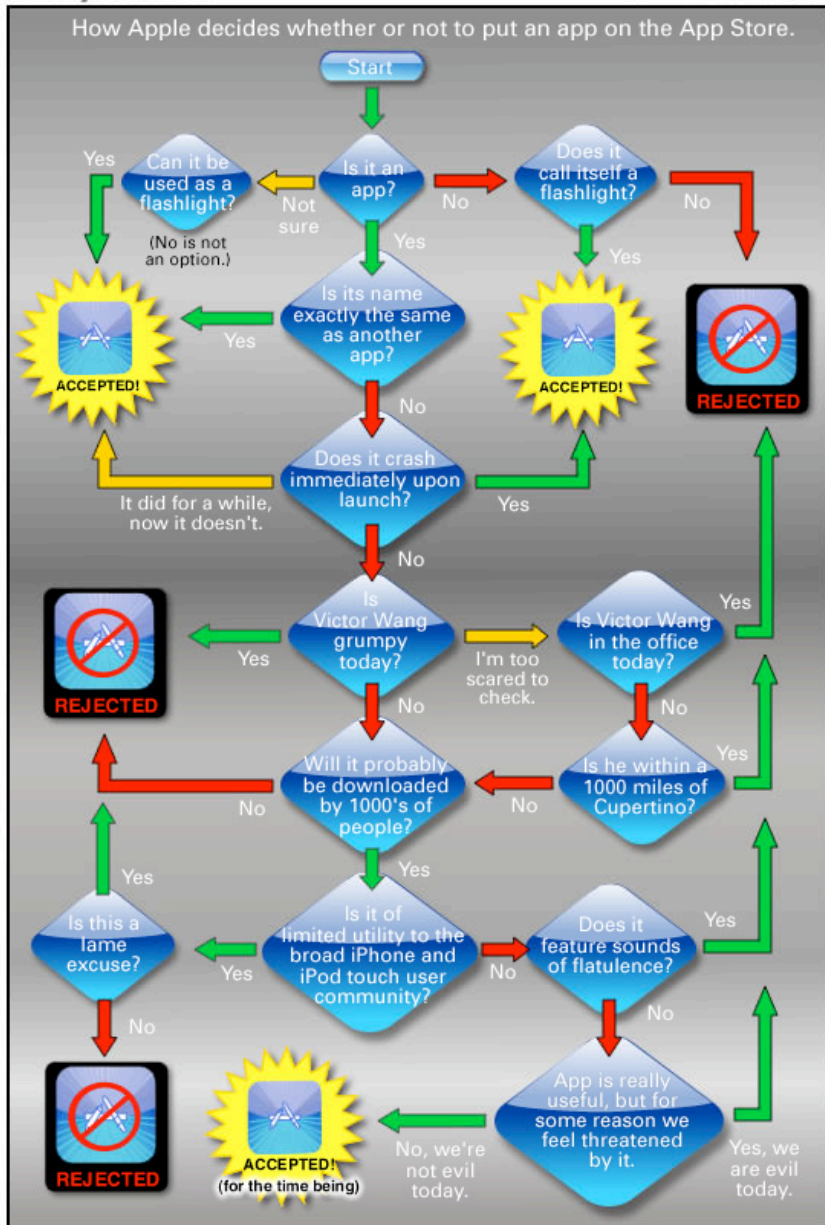 How Apple decides whether or not to put an app on the App Store.
Start
Yes
Can it be
used as a
flashlight?
(No is not
an option.)
Not
sure
Is it an
app?
No
Does it
call itself a
flashlight?
No
Yes
Yes
ACCEPTED!
Yes
Is its name
exactly the same
as another
app?
ACCEPTED!
REJECTED
No
It did for a while,
now it doesn't.
Does it crash
immediately upon
launch?
Yes
No
REJECTED
Yes
Is
Victor Wang
grumpy
today?
I'm too
scared to
check.
Is Victor Wang
in the office
today?
Yes
No
No
No
Will it probably
be downloaded
by 1000's of
people?
No
Is he within a
1000 miles of
Cupertino?
Yes
Yes
Yes
Is this a
lame
excuse?
Yes
Is it of
limited utility to the
broad iPhone and
iPod touch user
community?
No
Does it
feature sounds
of flatulence?
Yes
No
No
REJECTED
ACCEPTED!
(for the time being)
No, we're
not evil
today.
App is really
useful, but for
some reason we
feel threatened
by it.
Yes, we
are evil
today.